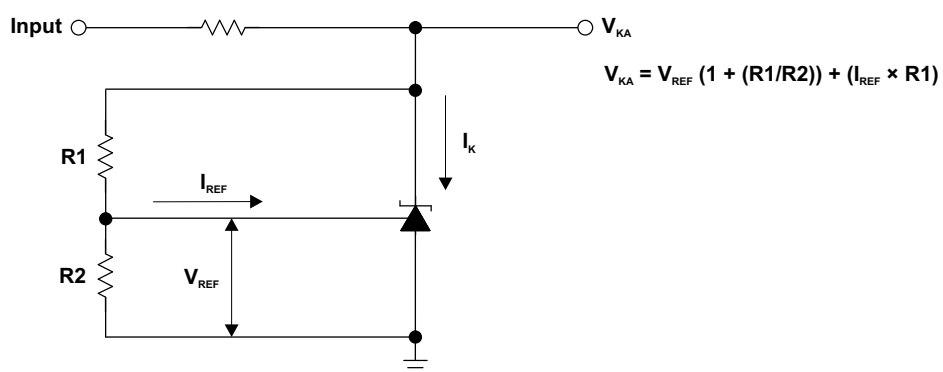 Input
V_KA
V_KA = V_REF (1 + (R1/R2)) + (I_REF × R1)
I_K
R1
I_REF
R2
V_REF